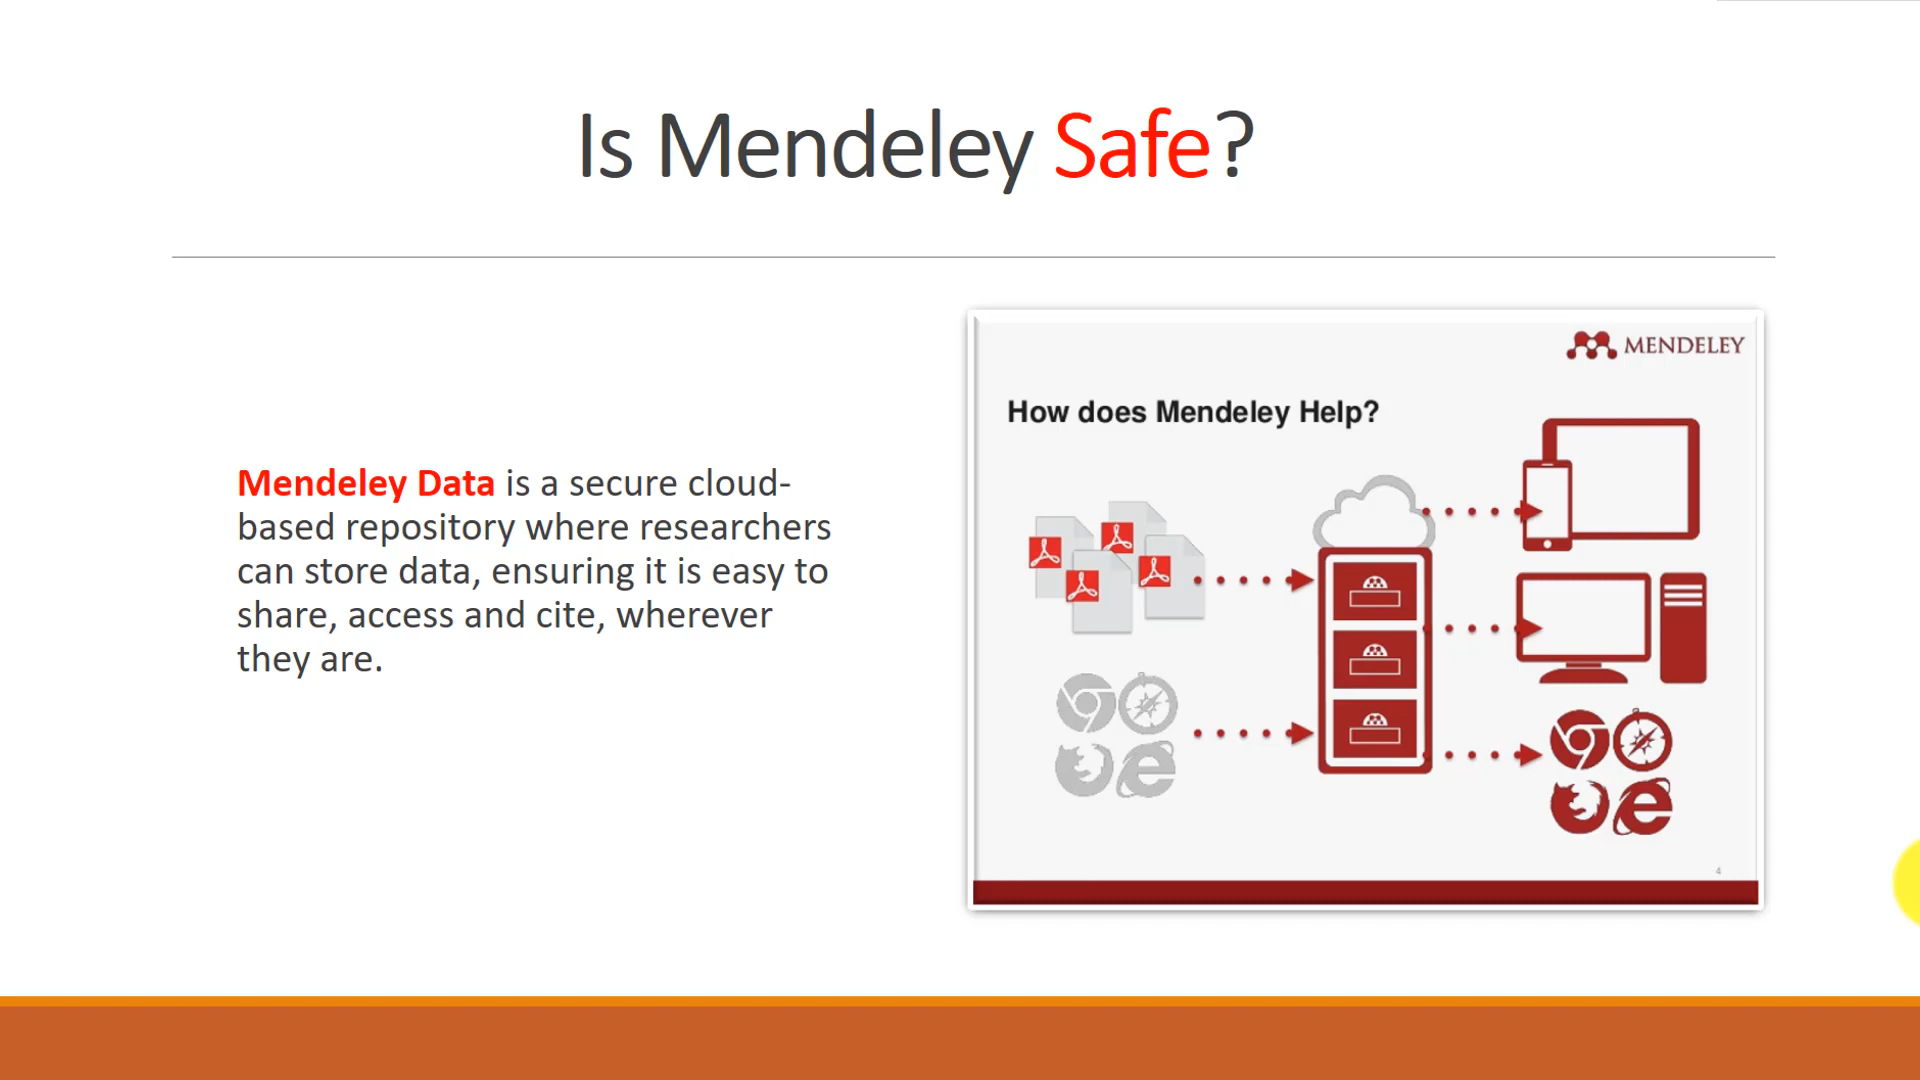 Is Mendeley Safe?
Mendeley Data is a secure cloud-
based repository where researchers
can store data, ensuring it is easy to
share, access and cite, wherever
they are.
MENDELEY
How does Mendeley Help?
4